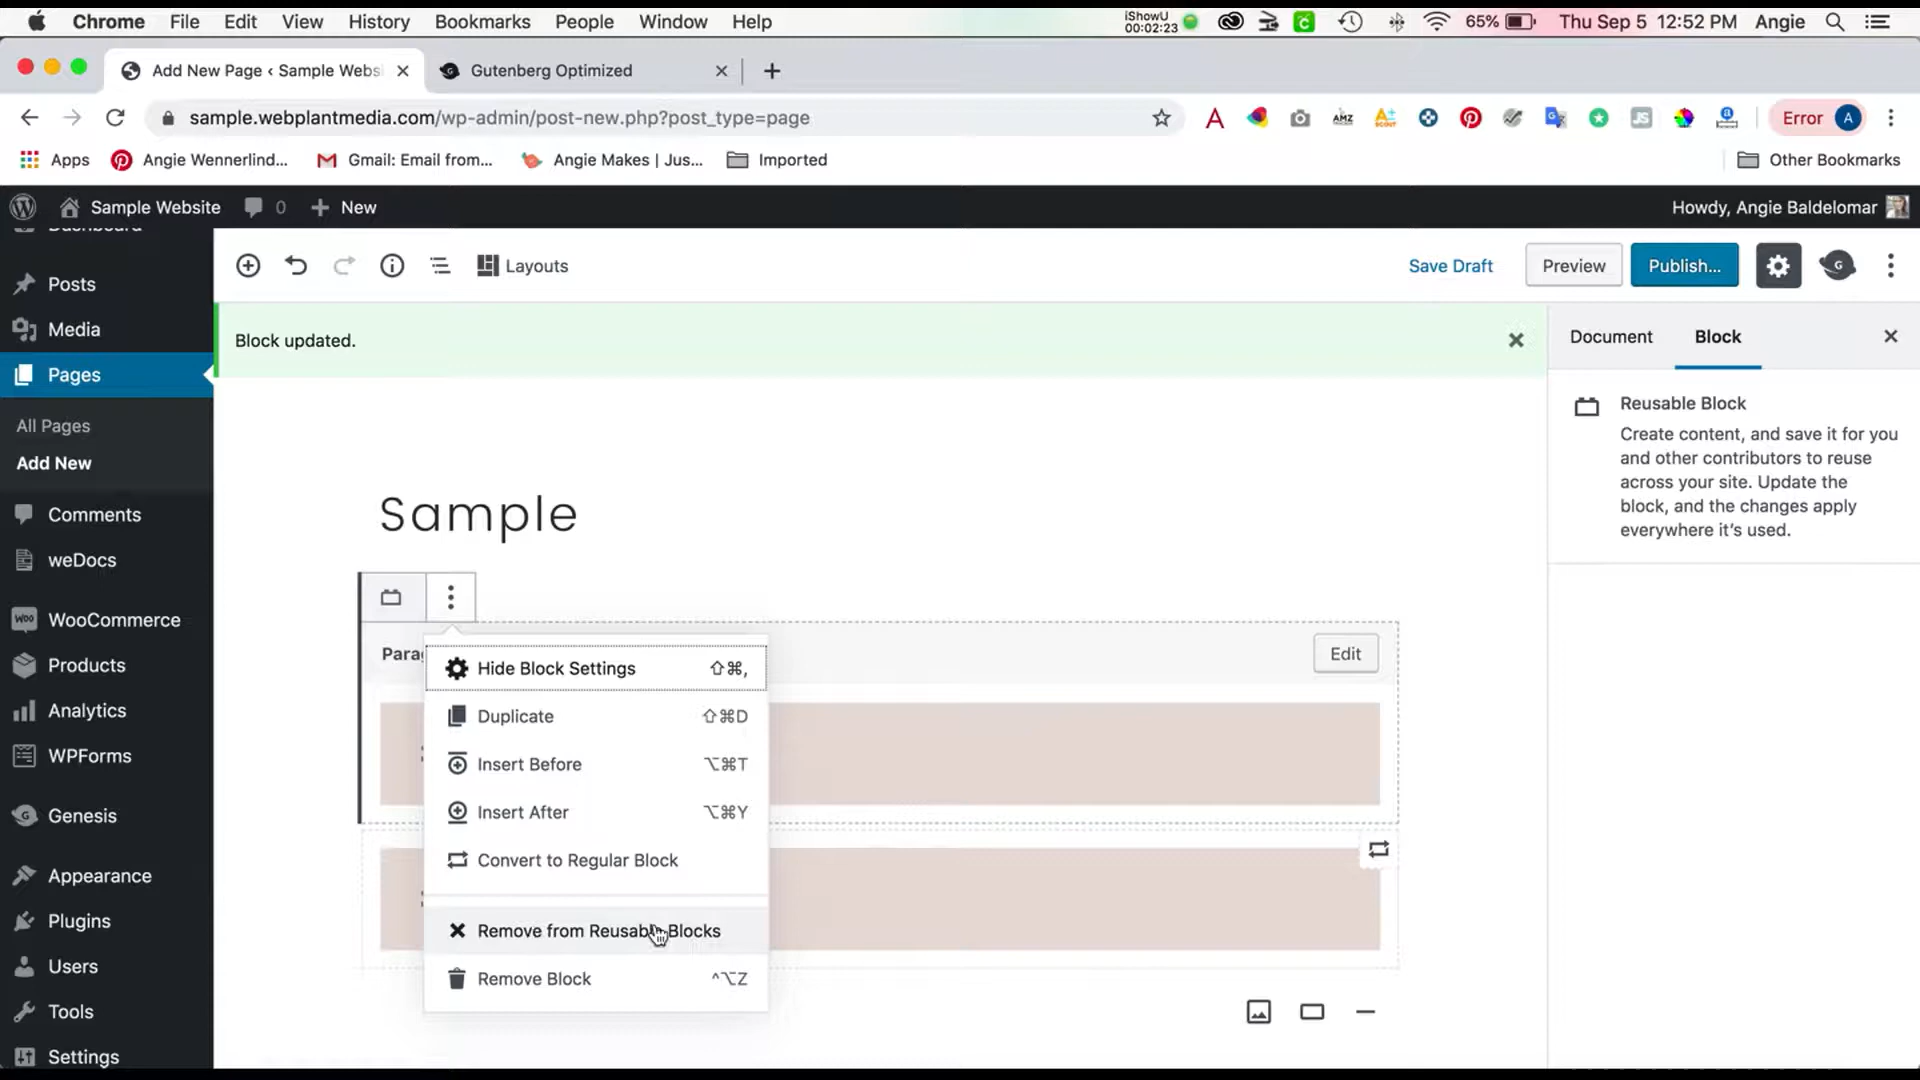 Chrome File Edit View History Bookmarks People Window Help
iShowU
00:02:23
65% Thu Sep 5 12:52 PM Angie
Add New Page ‹ Sample Websi
Gutenberg Optimized
sample.webplantmedia.com/wp-admin/post-new.php?post_type=page
Error A
Apps Angie Wennerlind... Gmail: Email from... Angie Makes | Jus... Imported Other Bookmarks
Sample Website 0 New Howdy, Angie Baldelomar
Dashboard
Posts
Media
Pages
All Pages
Add New
Comments
weDocs
WooCommerce
Products
Analytics
WPForms
Genesis
Appearance
Plugins
Users
Tools
Settings
Layouts
Save Draft
Preview
Publish...
Block updated.
Sample
Parag
Edit
Hide Block Settings ⇧⌘,
Duplicate ⇧⌘D
Insert Before ⌥⌘T
Insert After ⌥⌘Y
Convert to Regular Block
Remove from Reusable Blocks
Remove Block ^⌥Z
Document
Block
Reusable Block
Create content, and save it for you
and other contributors to reuse
across your site. Update the
block, and the changes apply
everywhere it's used.